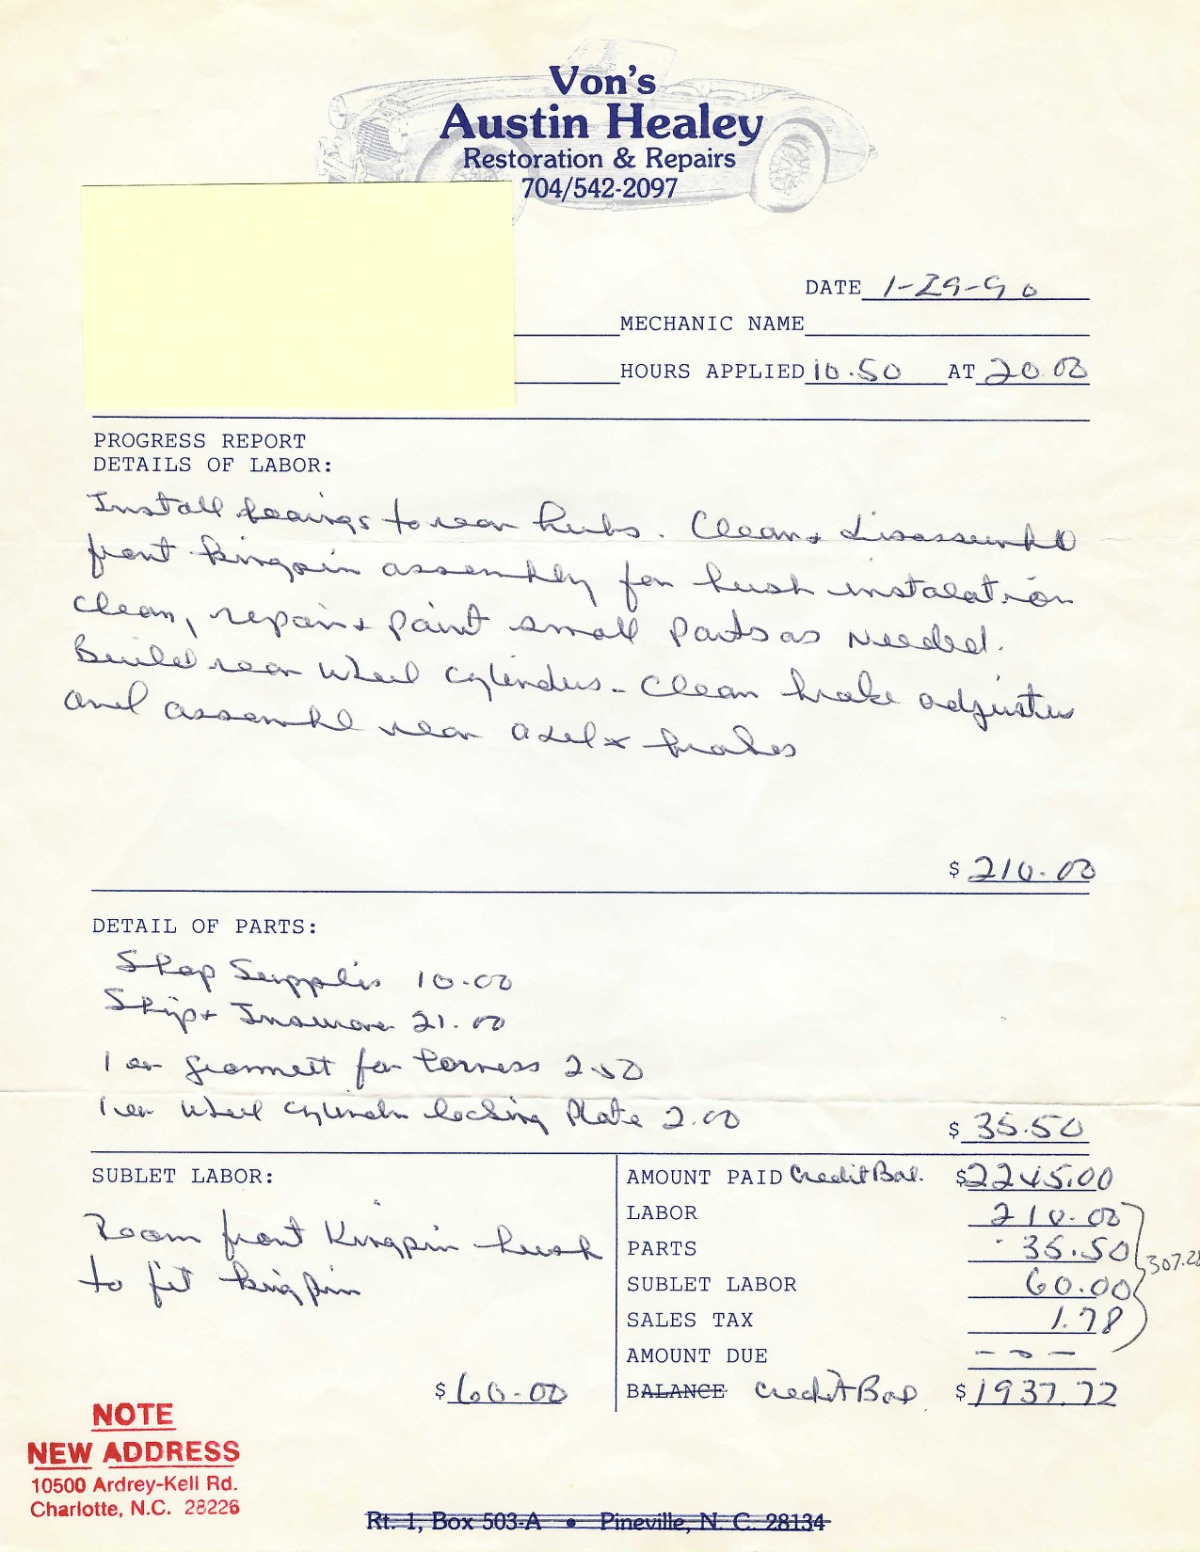 Von's
Austin Healey
Restoration & Repairs
704/542-2097
DATE 1-29-90
MECHANIC NAME
HOURS APPLIED 10.50 AT 20.00
PROGRESS REPORT
DETAILS OF LABOR:
Install bearings to rear hubs. Clean + Disassembl
front kingpin assembly for bush instalation
Clean, repair + paint small parts as needed.
Build rear wheel cylinders - Clean brake adjusters
and assembl rear axel + brakes
$ 210.00
DETAIL OF PARTS:
Shop Supplies 10.00
Ship + Insurance 21.00
1 ea grommett for harness 2.50
1 ea wheel cylinder locking Plate 2.00
$ 35.50
SUBLET LABOR:
Ream front Kingpin bush
to fit kingpin
$ 60.00
AMOUNT PAID Credit Bal. $2245.00
LABOR 210.00
PARTS 35.50
307.28
SUBLET LABOR 60.00
SALES TAX 1.78
AMOUNT DUE - 0 -
BALANCE Credit Bal $1937.72
NOTE
NEW ADDRESS
10500 Ardrey-Kell Rd.
Charlotte, N.C. 28226
Rt. 1, Box 503-A • Pineville, N. C. 28134